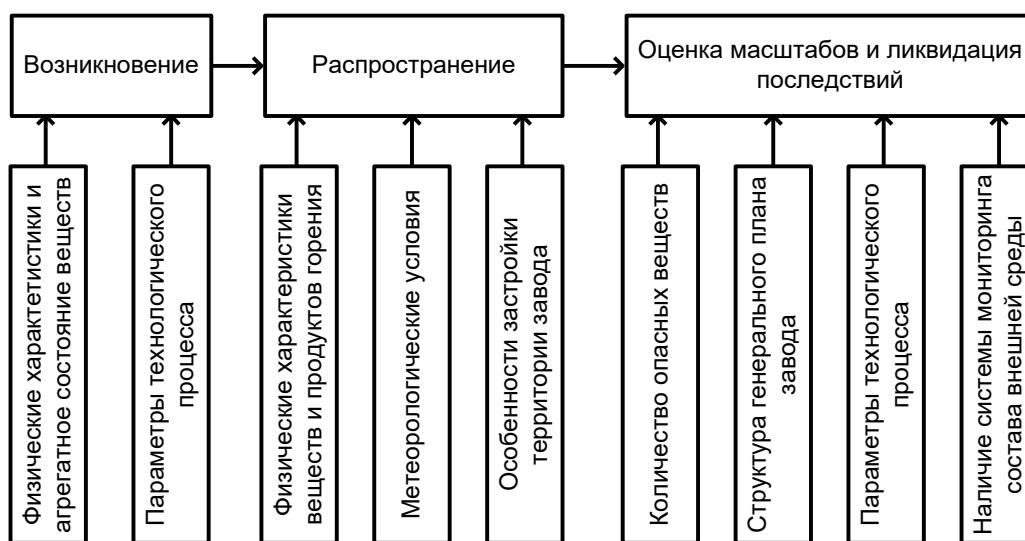 Возникновение
Распространение
Оценка масштабов и ликвидация
последствий
Физические характетистики и
агрегатное состояние веществ
Параметры технологического
процесса
Физические характеристики
веществ и продуктов горения
Метеорологические условия
Особенности застройки
территории завода
Количество опасных веществ
Структура генерального плана
завода
Параметры технологического
процесса
Наличие системы мониторинга
состава внешней среды